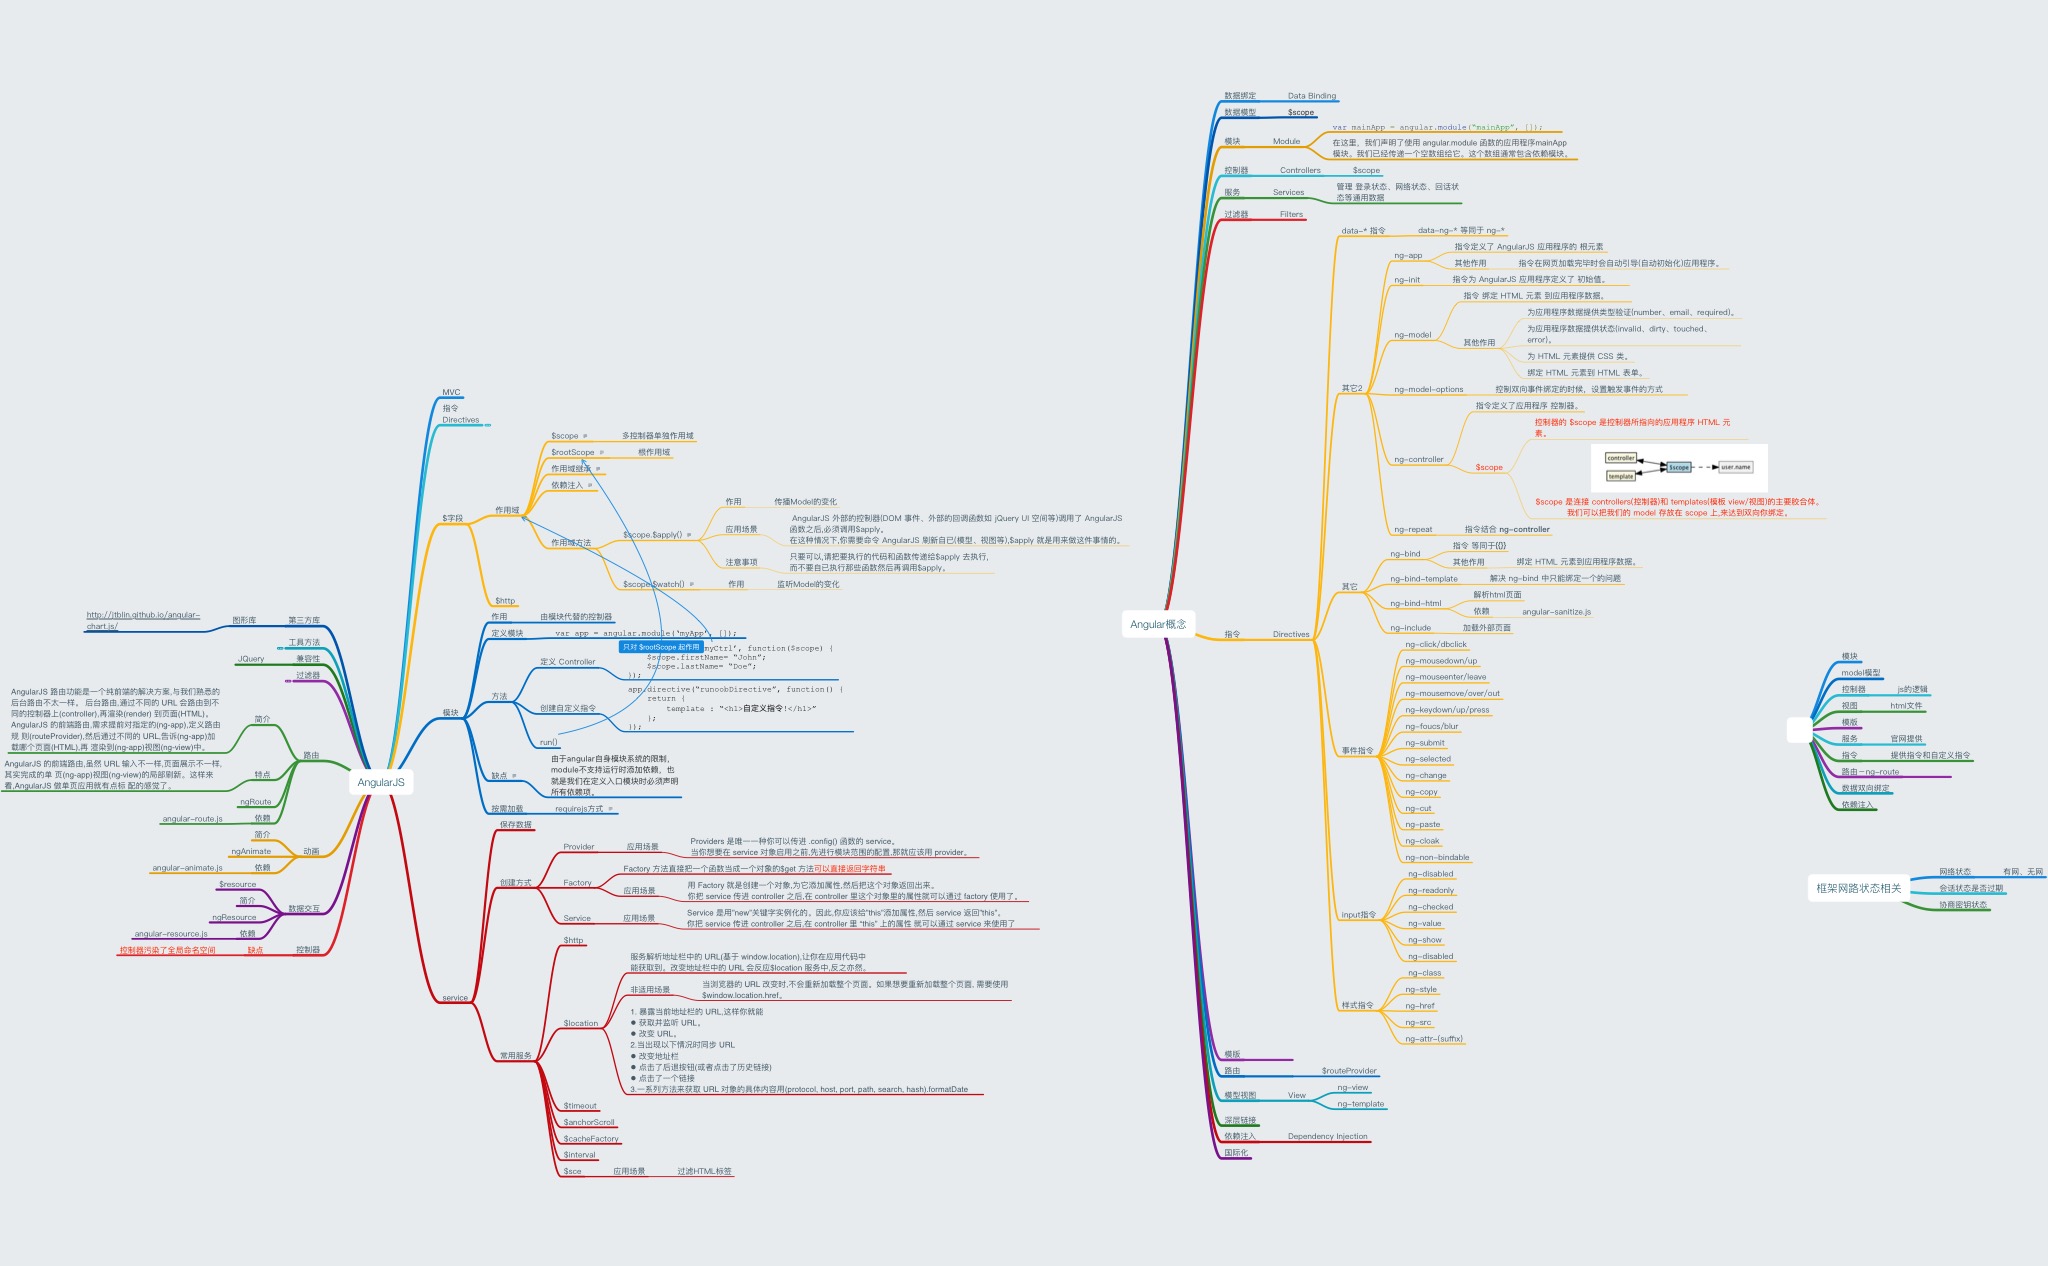 AngularJS
MVC
指令
Directives
$字段
作用域
$scope
多控制器单独作用域
$rootScope
根作用域
作用域继承
依赖注入
作用域方法
$scope.$apply()
作用
传播Model的变化
应用场景
AngularJS 外部的控制器(DOM 事件、外部的回调函数如 jQuery UI 空间等)调用了 AngularJS
函数之后,必须调用$apply。
在这种情况下,你需要命令 AngularJS 刷新自已(模型、视图等),$apply 就是用来做这件事情的。
注意事项
只要可以,请把要执行的代码和函数传递给$apply 去执行,
而不要自已执行那些函数然后再调用$apply。
$scope.$watch()
作用
监听Model的变化
$http
模块
作用
由模块代替的控制器
定义模块
var app = angular.module('myApp', []);
只对 $rootScope 起作用
方法
定义 Controller
myCtrl', function($scope) {
$scope.firstName= "John";
$scope.lastName= "Doe";
});
创建自定义指令
app.directive("runoobDirective", function() {
return {
template : "<h1>自定义指令!</h1>"
};
});
run()
缺点
由于angular自身模块系统的限制,
module不支持运行时添加依赖，也
就是我们在定义入口模块时必须声明
所有依赖项。
按需加载
requirejs方式
service
保存数据
创建方式
Provider
应用场景
Providers 是唯一一种你可以传进 .config() 函数的 service。
当你想要在 service 对象启用之前,先进行模块范围的配置,那就应该用 provider。
Factory
Factory 方法直接把一个函数当成一个对象的$get 方法可以直接返回字符串
应用场景
用 Factory 就是创建一个对象,为它添加属性,然后把这个对象返回出来。
你把 service 传进 controller 之后,在 controller 里这个对象里的属性就可以通过 factory 使用了。
Service
应用场景
Service 是用"new"关键字实例化的。因此,你应该给"this"添加属性,然后 service 返回"this"。
你把 service 传进 controller 之后,在 controller 里 "this" 上的属性 就可以通过 service 来使用了
常用服务
$http
$location
服务解析地址栏中的 URL(基于 window.location),让你在应用代码中
能获取到。改变地址栏中的 URL 会反应$location 服务中,反之亦然。
非适用场景
当浏览器的 URL 改变时,不会重新加载整个页面。如果想要重新加载整个页面, 需要使用
$window.location.href。
1. 暴露当前地址栏的 URL,这样你就能
● 获取并监听 URL。
● 改变 URL。
2.当出现以下情况时同步 URL
● 改变地址栏
● 点击了后退按钮(或者点击了历史链接)
● 点击了一个链接
3.一系列方法来获取 URL 对象的具体内容用(protocol, host, port, path, search, hash).formatDate
$timeout
$anchorScroll
$cacheFactory
$interval
$sce
应用场景
过滤HTML标签
第三方库
图形库
http://jtblin.github.io/angular-
chart.js/
工具方法
兼容性
JQuery
过滤器
路由
简介
AngularJS 路由功能是一个纯前端的解决方案,与我们熟悉的
后台路由不太一样。 后台路由,通过不同的 URL 会路由到不
同的控制器上(controller),再渲染(render) 到页面(HTML)。
AngularJS 的前端路由,需求提前对指定的(ng-app),定义路由
规 则(routeProvider),然后通过不同的 URL,告诉(ng-app)加
载哪个页面(HTML),再 渲染到(ng-app)视图(ng-view)中。
特点
AngularJS 的前端路由,虽然 URL 输入不一样,页面展示不一样,
其实完成的单 页(ng-app)视图(ng-view)的局部刷新。这样来
看,AngularJS 做单页应用就有点标 配的感觉了。
ngRoute
依赖
angular-route.js
动画
简介
ngAnimate
依赖
angular-animate.js
数据交互
$resource
简介
ngResource
依赖
angular-resource.js
控制器
缺点
控制器污染了全局命名空间
Angular概念
数据绑定
Data Binding
数据模型
$scope
模块
Module
var mainApp = angular.module("mainApp", []);
在这里，我们声明了使用 angular.module 函数的应用程序mainApp
模块。我们已经传递一个空数组给它。这个数组通常包含依赖模块。
控制器
Controllers
$scope
服务
Services
管理 登录状态、网络状态、回话状
态等通用数据
过滤器
Filters
指令
Directives
data-* 指令
data-ng-* 等同于 ng-*
其它2
ng-app
指令定义了 AngularJS 应用程序的 根元素
其他作用
指令在网页加载完毕时会自动引导(自动初始化)应用程序。
ng-init
指令为 AngularJS 应用程序定义了 初始值。
ng-model
指令 绑定 HTML 元素 到应用程序数据。
其他作用
为应用程序数据提供类型验证(number、email、required)。
为应用程序数据提供状态(invalid、dirty、touched、
error)。
为 HTML 元素提供 CSS 类。
绑定 HTML 元素到 HTML 表单。
ng-model-options
控制双向事件绑定的时候，设置触发事件的方式
ng-controller
指令定义了应用程序 控制器。
$scope
控制器的 $scope 是控制器所指向的应用程序 HTML 元
素。
controller
template
$scope
user.name
$scope 是连接 controllers(控制器)和 templates(模板 view/视图)的主要胶合体。
我们可以把我们的 model 存放在 scope 上,来达到双向你绑定。
ng-repeat
指令结合 ng-controller
其它
ng-bind
指令 等同于{{}}
其他作用
绑定 HTML 元素到应用程序数据。
ng-bind-template
解决 ng-bind 中只能绑定一个的问题
ng-bind-html
解析html页面
依赖
angular-sanitize.js
ng-include
加载外部页面
事件指令
ng-click/dbclick
ng-mousedown/up
ng-mouseenter/leave
ng-mousemove/over/out
ng-keydown/up/press
ng-foucs/blur
ng-submit
ng-selected
ng-change
ng-copy
ng-cut
ng-paste
ng-cloak
ng-non-bindable
input指令
ng-disabled
ng-readonly
ng-checked
ng-value
ng-show
ng-disabled
样式指令
ng-class
ng-style
ng-href
ng-src
ng-attr-(suffix)
模版
路由
$routeProvider
模型视图
View
ng-view
ng-template
深层链接
依赖注入
Dependency Injection
国际化
模块
model模型
控制器
js的逻辑
视图
html文件
模版
服务
官网提供
指令
提供指令和自定义指令
路由－ng-route
数据双向绑定
依赖注入
框架网路状态相关
网络状态
有网、无网
会话状态是否过期
协商密钥状态